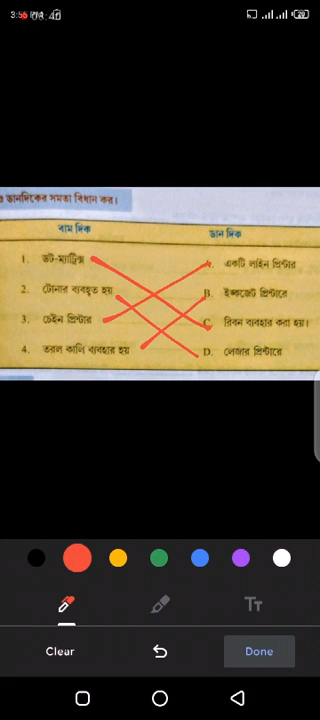 ডানদিকের সমতা বিধান কর।
বাম দিক ডান দিক
1. ডট-ম্যাট্রিক্স A. একটি লাইন প্রিন্টার
2. টোনার ব্যবহৃত হয় B. ইঙ্কজেট প্রিন্টারে
3. চেইন প্রিন্টার C. রিবন ব্যবহার করা হয়।
4. তরল কালি ব্যবহার হয় D. লেজার প্রিন্টারে
Tт
Clear Done